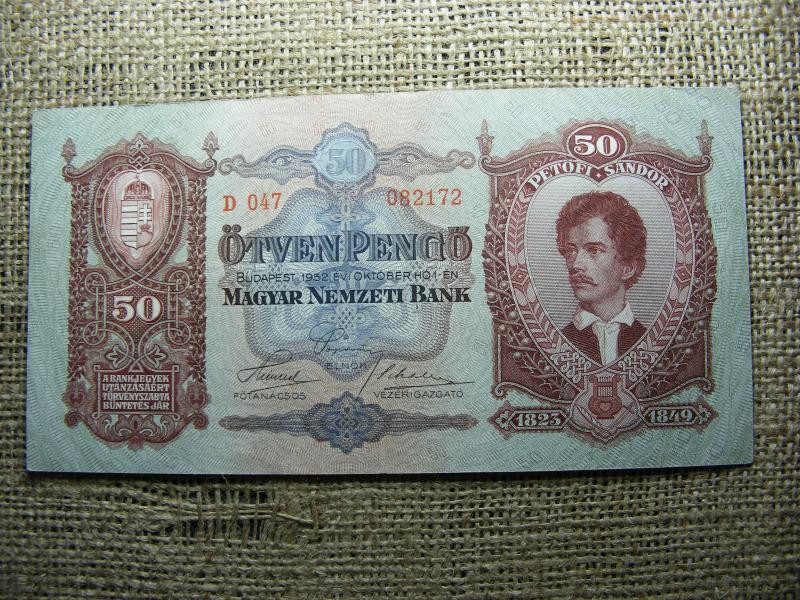 50
50
PETŐFI · SÁNDOR
D 047 082172
ÖTVEN PENGŐ
BUDAPEST, 1932. ÉVI OKTÓBER HÓ 1-ÉN
MAGYAR NEMZETI BANK
50
ELNÖK
FŐTANÁCSOS VEZÉRIGAZGATÓ
A BANKJEGYEK
UTÁNZÁSÁÉRT
TÖRVÉNYSZABTA
BÜNTETÉS JÁR
1823 1849